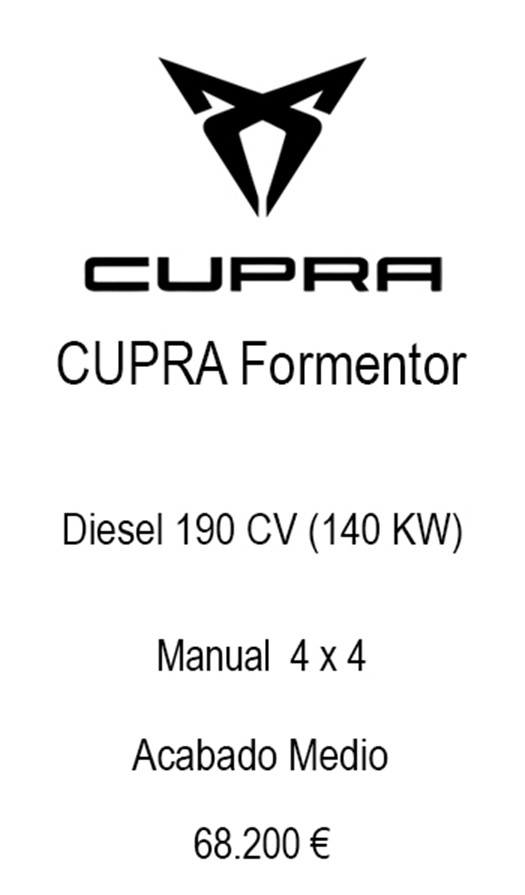 CUPRA
CUPRA Formentor
Diesel 190 CV (140 KW)
Manual 4 x 4
Acabado Medio
68.200 €